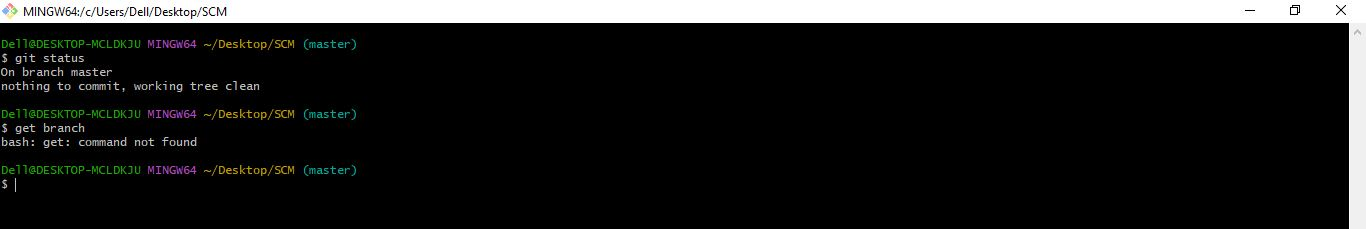 MINGW64:/c/Users/Dell/Desktop/SCM
Dell@DESKTOP-MCLDKJU MINGW64 ~/Desktop/SCM (master)
$ git status
On branch master
nothing to commit, working tree clean
Dell@DESKTOP-MCLDKJU MINGW64 ~/Desktop/SCM (master)
$ get branch
bash: get: command not found
Dell@DESKTOP-MCLDKJU MINGW64 ~/Desktop/SCM (master)
$